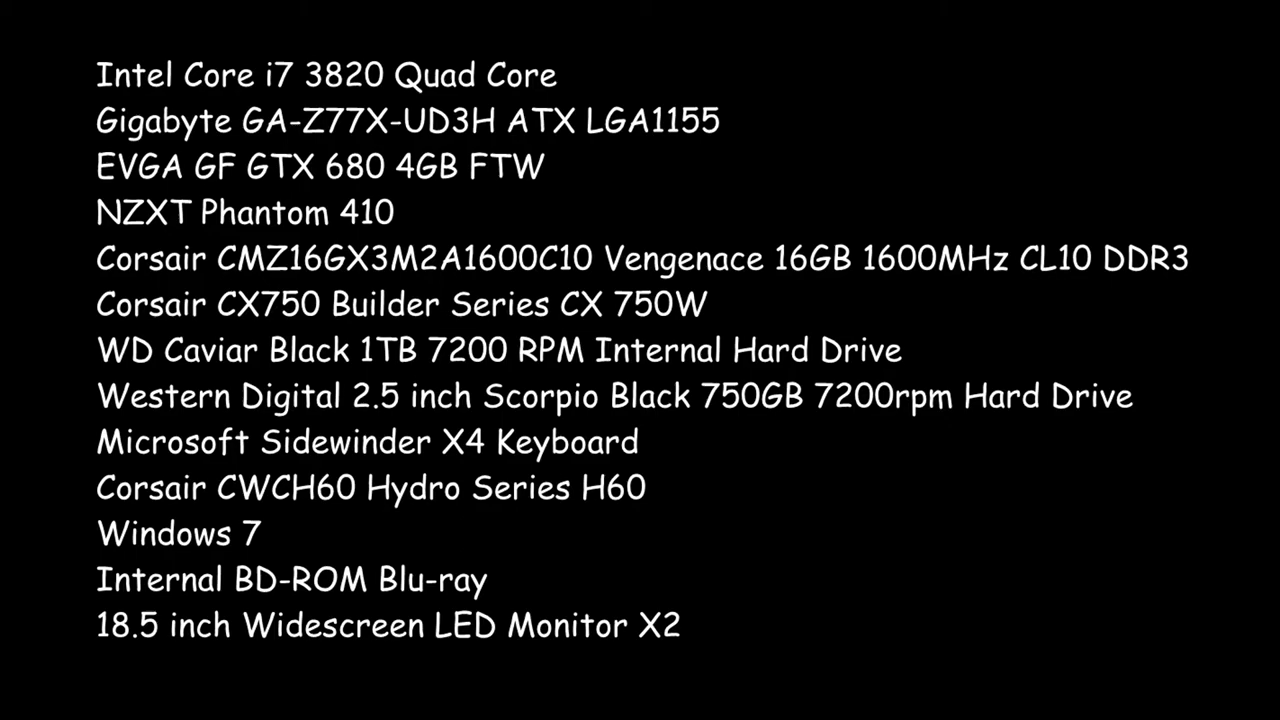 Intel Core i7 3820 Quad Core
Gigabyte GA-Z77X-UD3H ATX LGA1155
EVGA GF GTX 680 4GB FTW
NZXT Phantom 410
Corsair CMZ16GX3M2A1600C10 Vengenace 16GB 1600MHz CL10 DDR3
Corsair CX750 Builder Series CX 750W
WD Caviar Black 1TB 7200 RPM Internal Hard Drive
Western Digital 2.5 inch Scorpio Black 750GB 7200rpm Hard Drive
Microsoft Sidewinder X4 Keyboard
Corsair CWCH60 Hydro Series H60
Windows 7
Internal BD-ROM Blu-ray
18.5 inch Widescreen LED Monitor X2